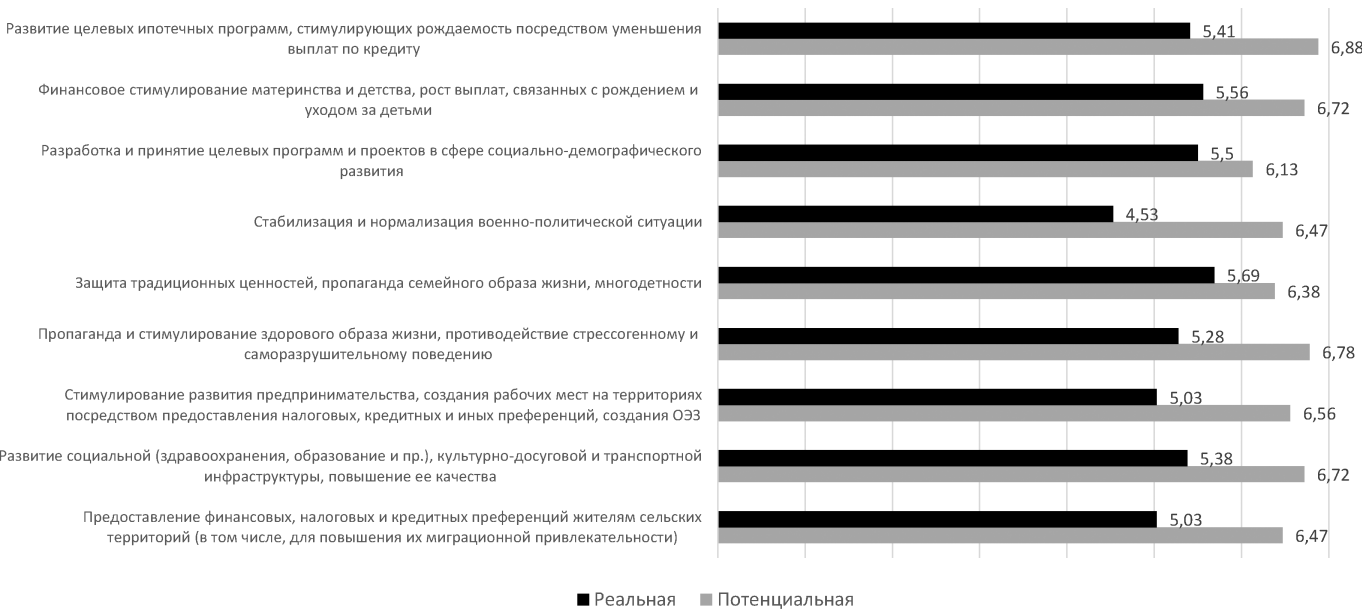 Развитие целевых ипотечных программ, стимулирующих рождаемость посредством уменьшения
выплат по кредиту
5,41
6,88
Финансовое стимулирование материнства и детства, рост выплат, связанных с рождением и
уходом за детьми
5,56
6,72
Разработка и принятие целевых программ и проектов в сфере социально-демографического
развития
5,5
6,13
Стабилизация и нормализация военно-политической ситуации
4,53
6,47
Защита традиционных ценностей, пропаганда семейного образа жизни, многодетности
5,69
6,38
Пропаганда и стимулирование здорового образа жизни, противодействие стрессогенному и
саморазрушительному поведению
5,28
6,78
Стимулирование развития предпринимательства, создания рабочих мест на территориях
посредством предоставления налоговых, кредитных и иных преференций, создания ОЭЗ
5,03
6,56
Развитие социальной (здравоохранения, образование и пр.), культурно-досуговой и транспортной
инфраструктуры, повышение ее качества
5,38
6,72
Предоставление финансовых, налоговых и кредитных преференций жителям сельских
территорий (в том числе, для повышения их миграционной привлекательности)
5,03
6,47
Реальная Потенциальная